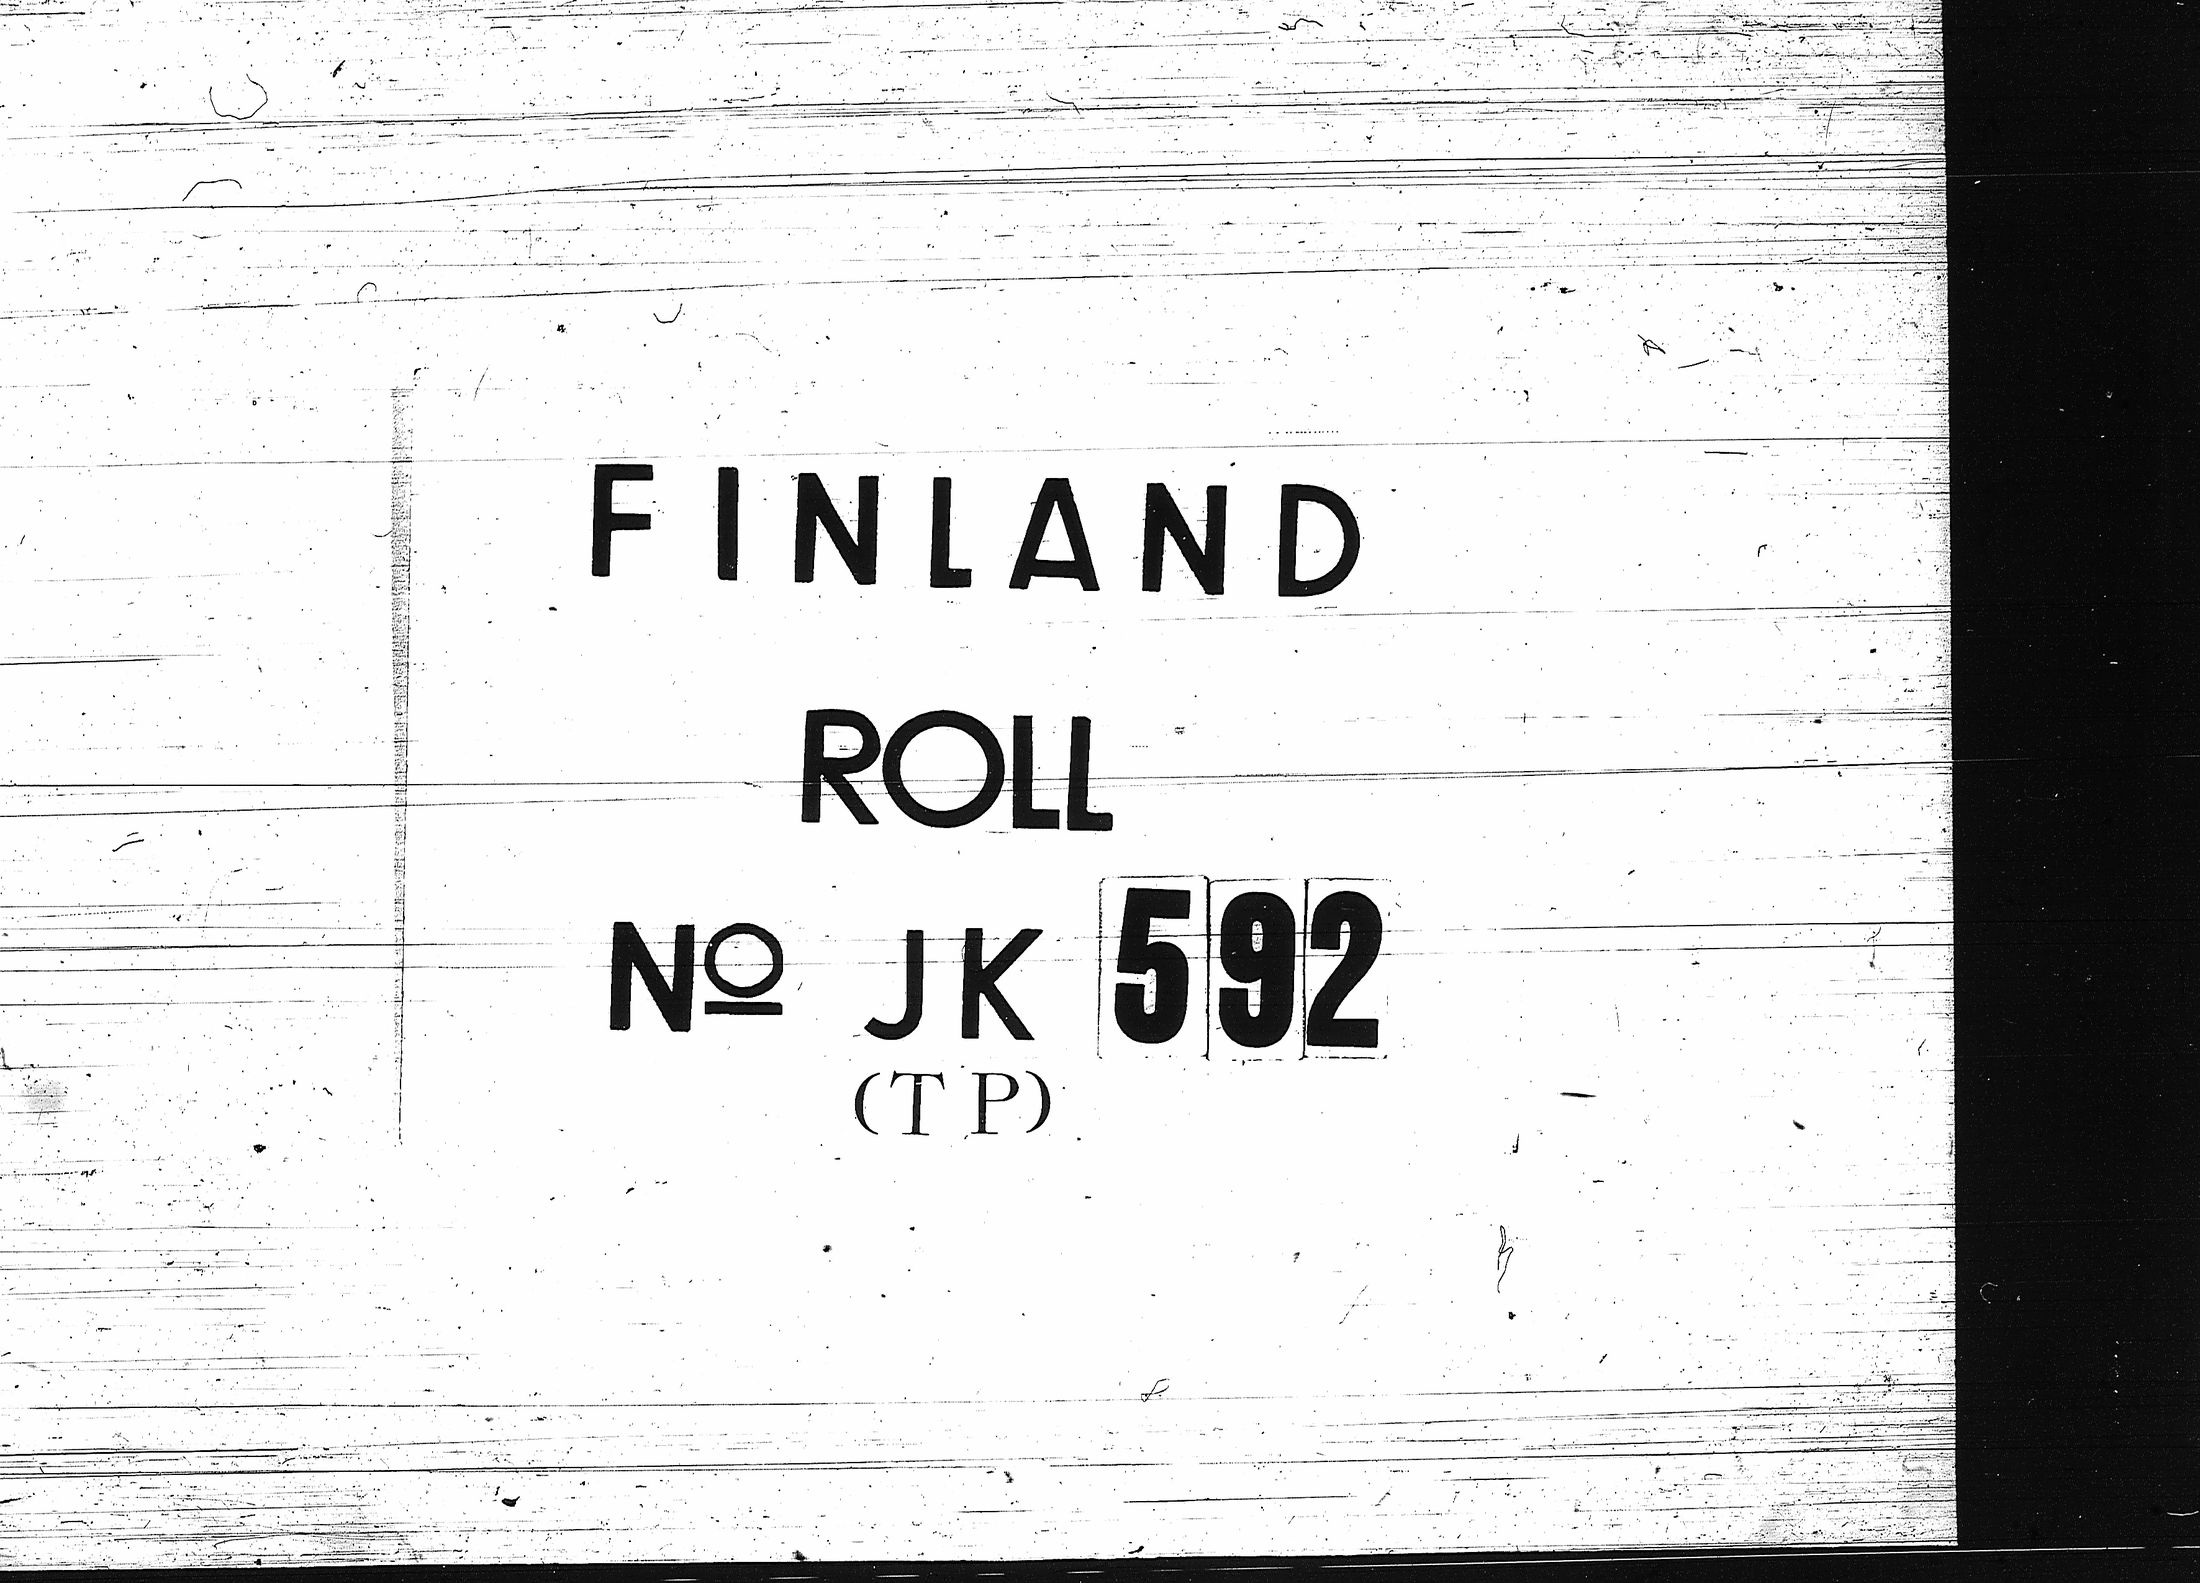 FINLAND
ROLL
Nº JK 592
(TP)